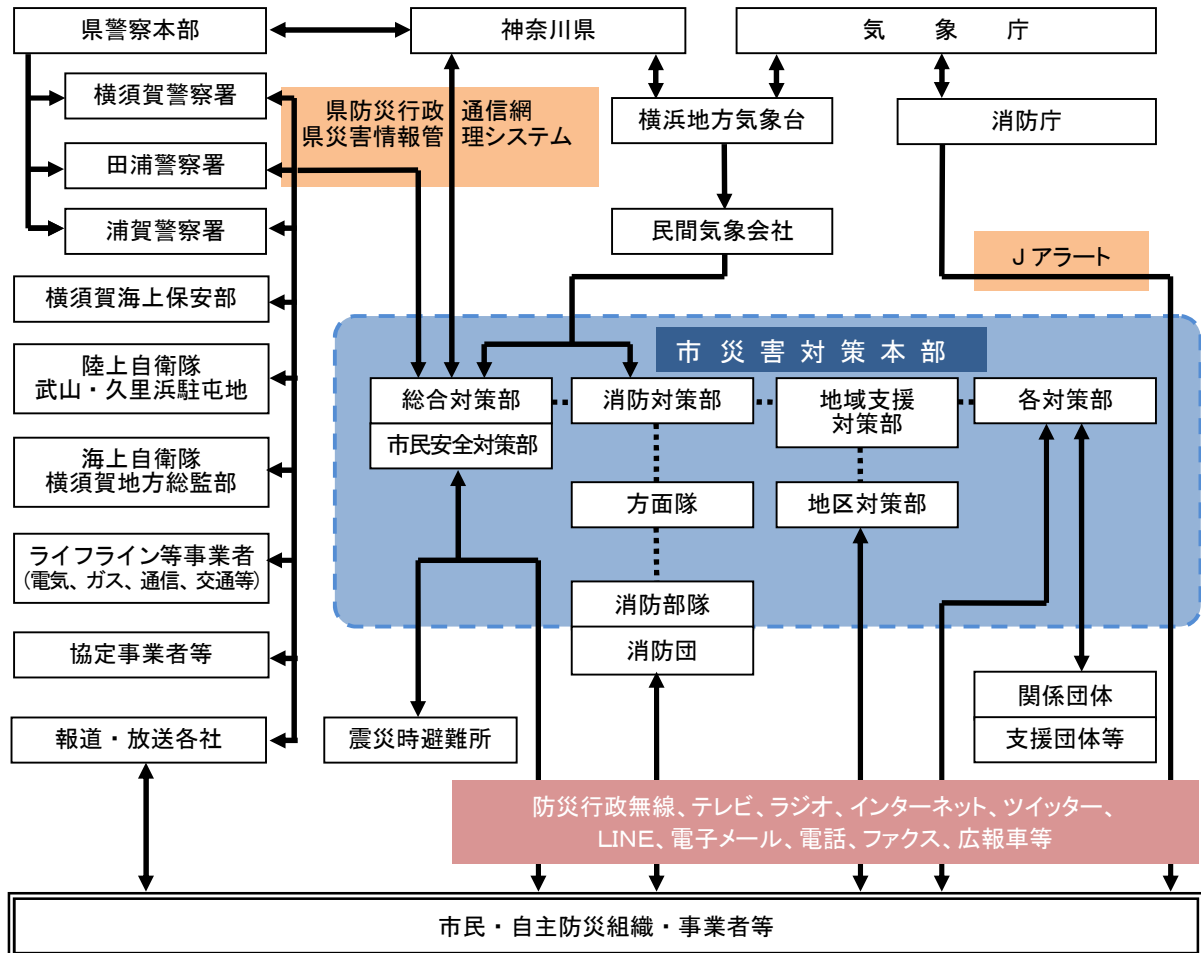 県警察本部
神奈川県
気象庁
横須賀警察署
県防災行政通信網
県災害情報管理システム
横浜地方気象台
消防庁
田浦警察署
浦賀警察署
民間気象会社
Jアラート
横須賀海上保安部
市災害対策本部
陸上自衛隊
武山・久里浜駐屯地
総合対策部
市民安全対策部
消防対策部
地域支援
対策部
各対策部
海上自衛隊
横須賀地方総監部
方面隊
地区対策部
ライフライン等事業者
(電気、ガス、通信、交通等)
消防部隊
消防団
協定事業者等
関係団体
支援団体等
報道・放送各社
震災時避難所
防災行政無線、テレビ、ラジオ、インターネット、ツイッター、
LINE、電子メール、電話、ファクス、広報車等
市民・自主防災組織・事業者等